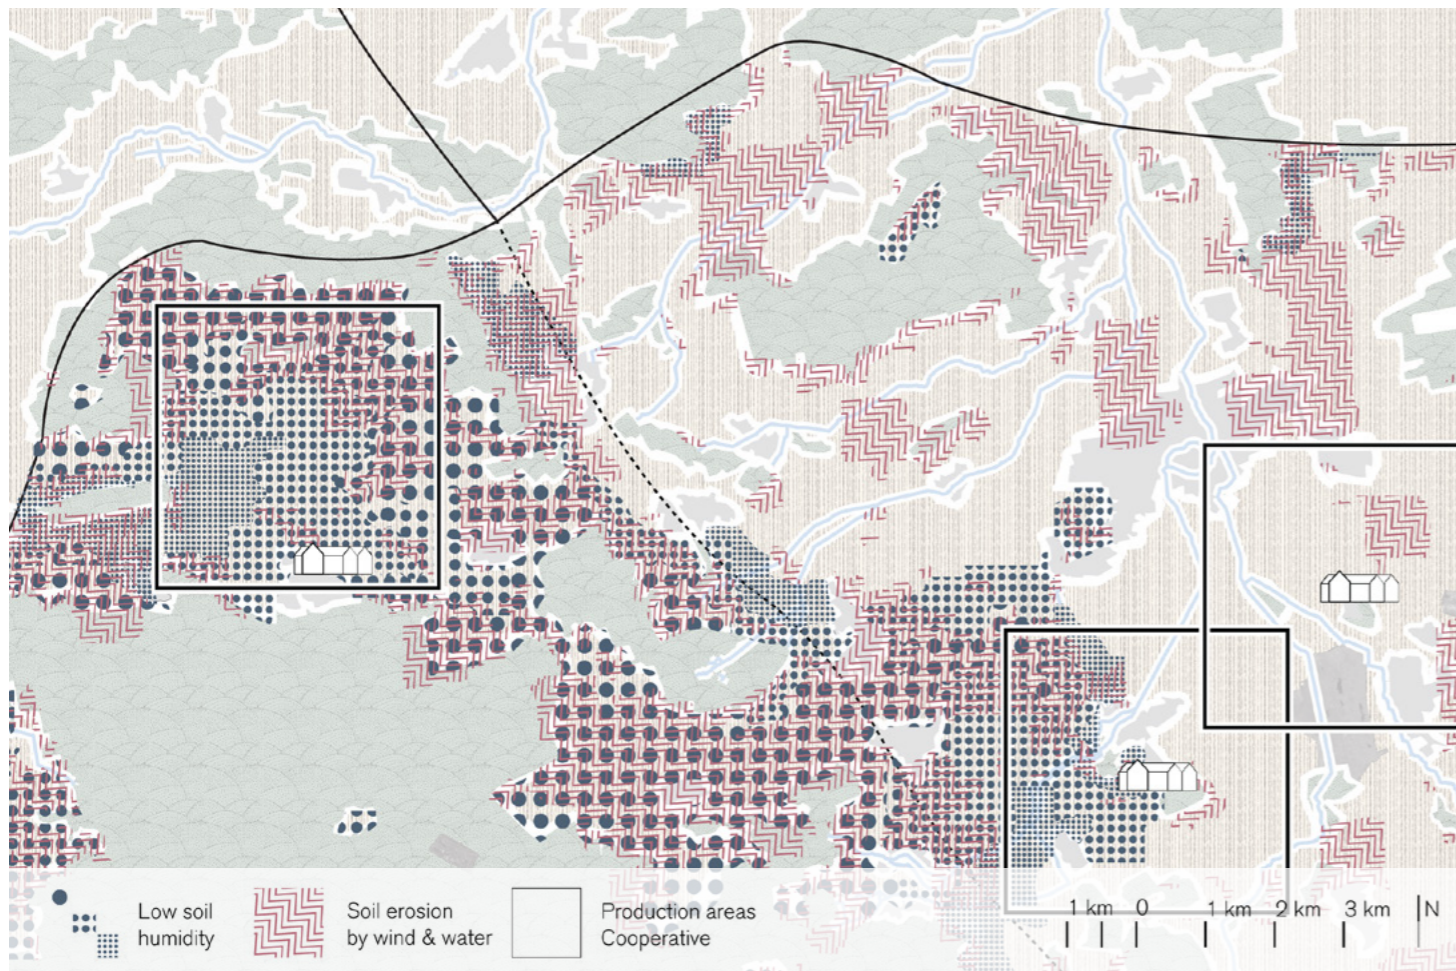 Low soil
humidity
Soil erosion
by wind & water
Production areas
Cooperative
1 km 0 1 km 2 km 3 km N